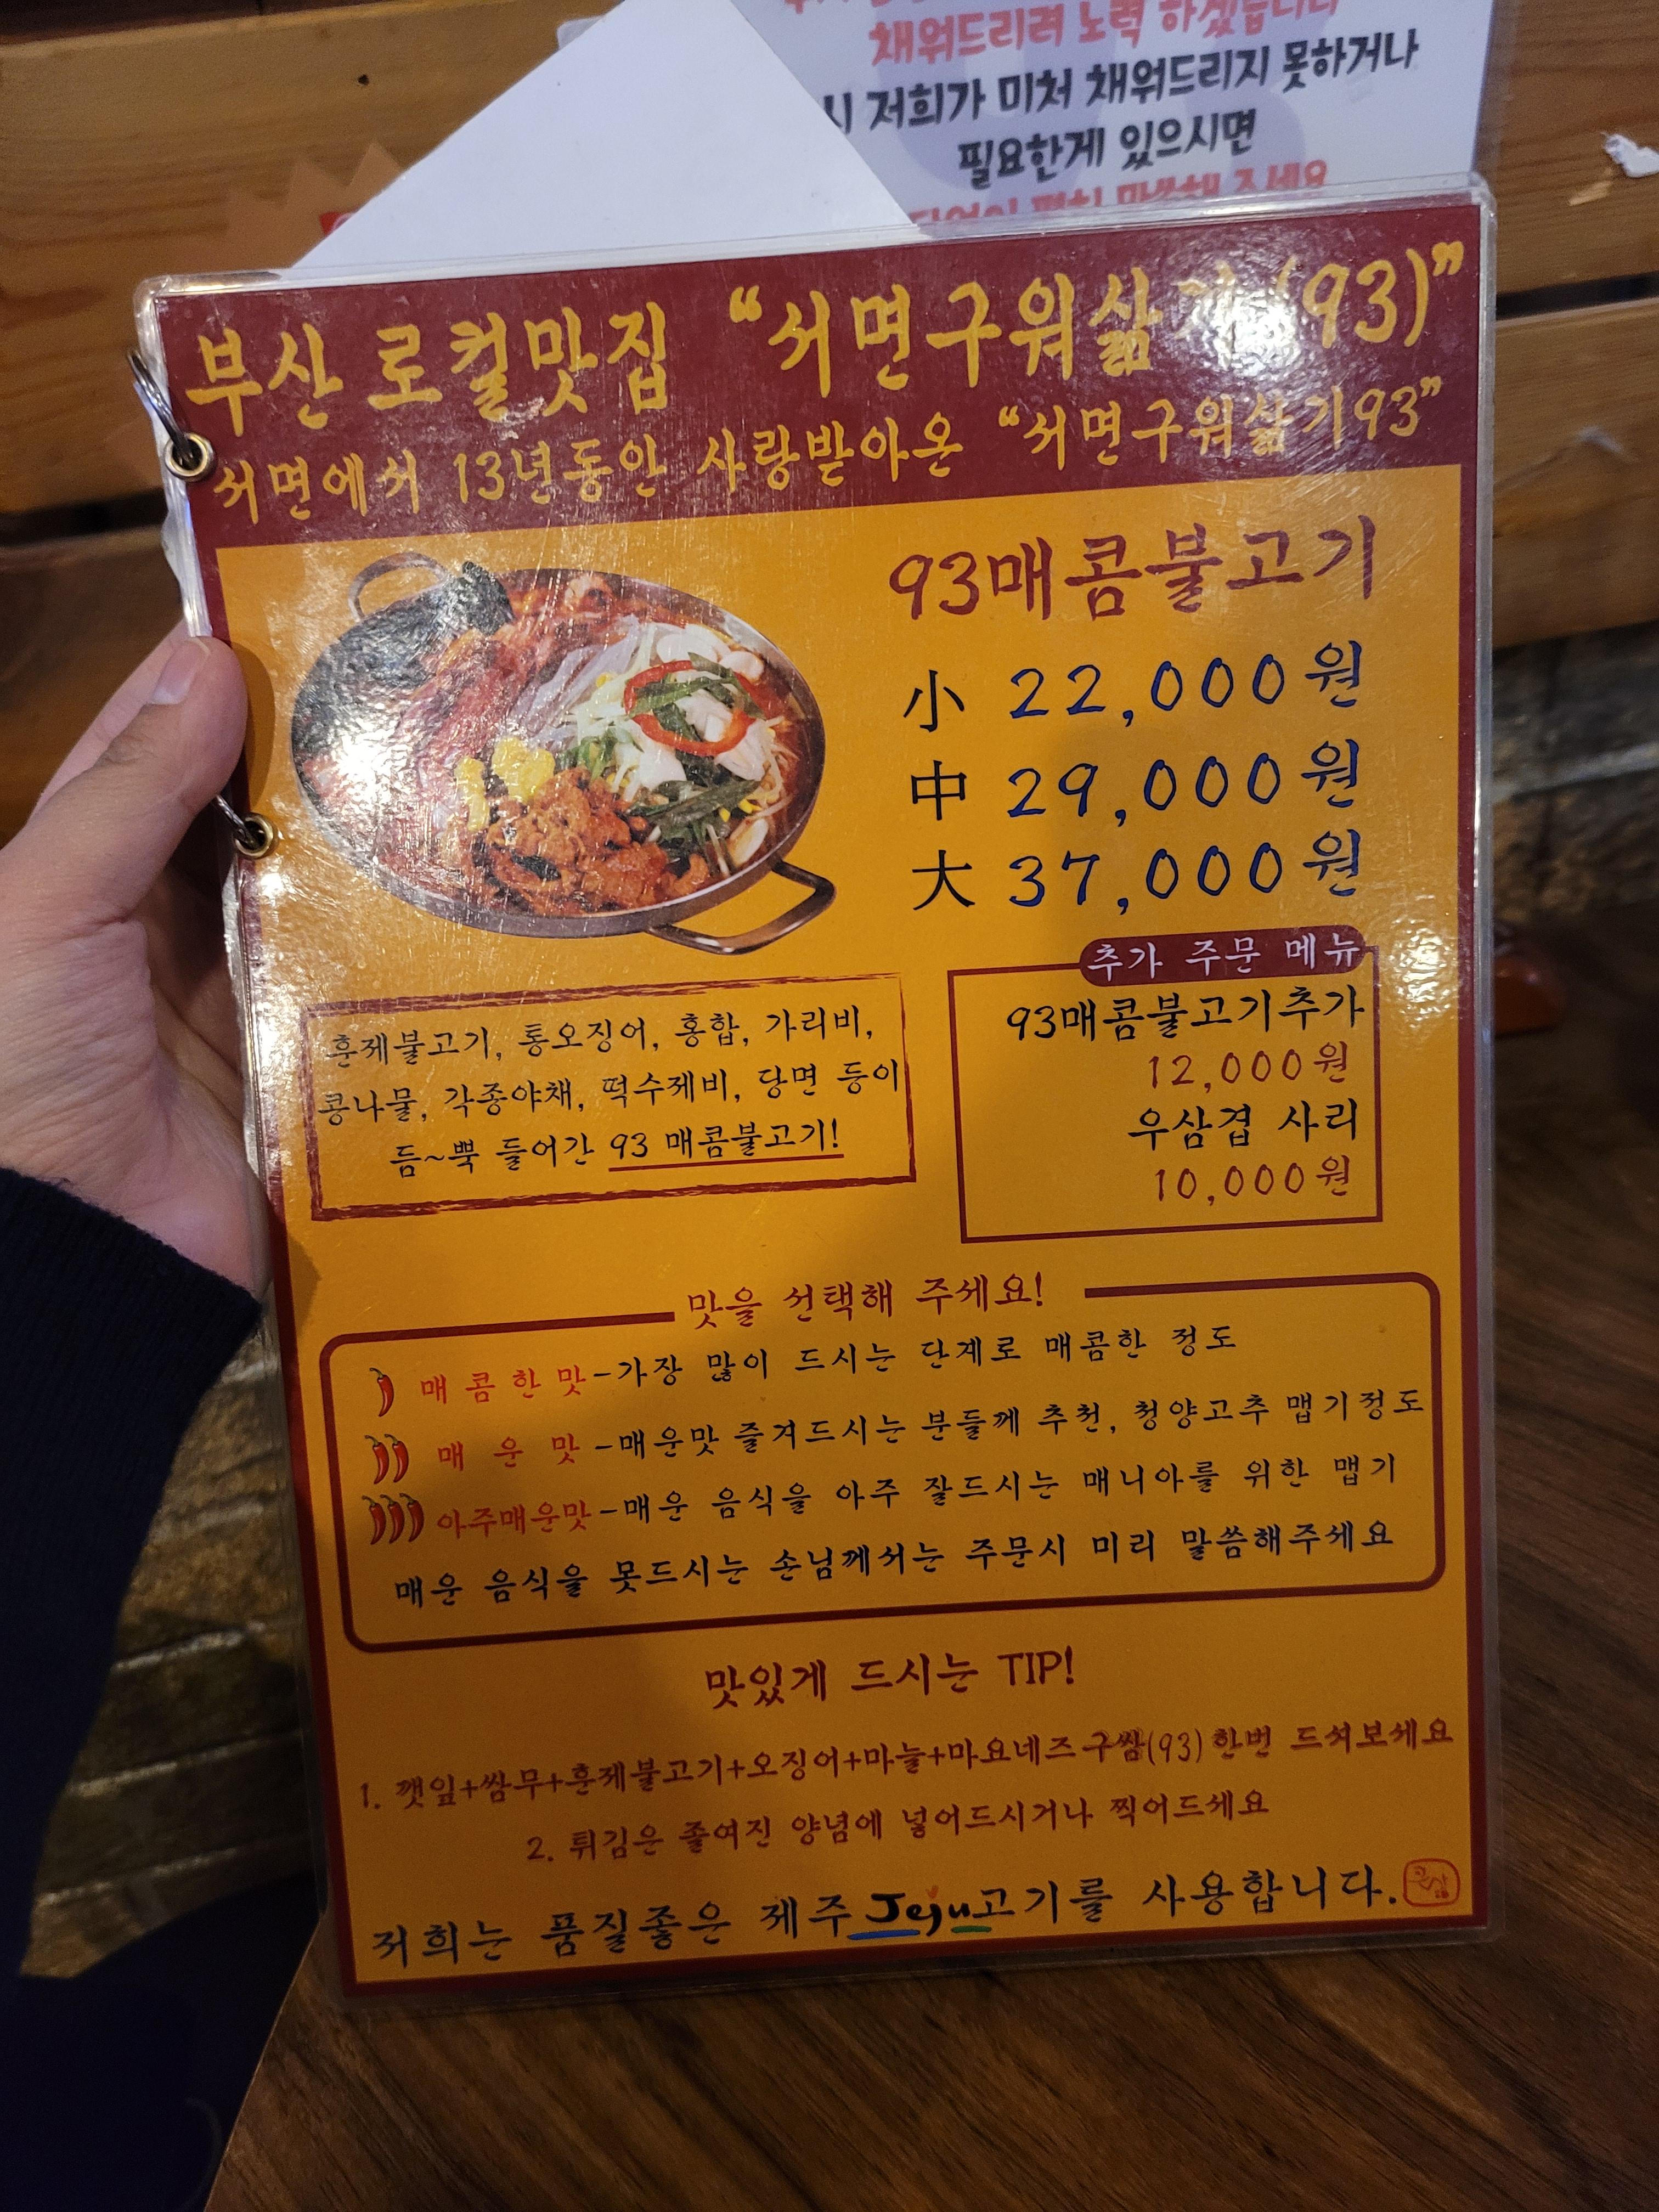 채워드리려 노력 하겠습니다
저희가 미처 채워드리지 못하거나
필요한게 있으시면
부산 로컬맛집 “서면구워삶기(93)”
서면에서 13년동안 사랑받아온 “서면구워삶기93”
93매콤불고기
小 22,000원
中 29,000원
大 37,000원
훈제불고기, 통오징어, 홍합, 가리비,
콩나물, 각종야채, 떡수제비, 당면 등이
듬~뿍 들어간 93 매콤불고기!
추가 주문 메뉴
93매콤불고기추가
12,000원
우삼겹 사리
10,000원
맛을 선택해 주세요!
매콤한맛-가장 많이 드시는 단계로 매콤한 정도
매운맛-매운맛 즐겨드시는 분들께 추천, 청양고추 맵기정도
아주매운맛-매운 음식을 아주 잘드시는 매니아를 위한 맵기
매운 음식을 못드시는 손님께서는 주문시 미리 말씀해주세요
맛있게 드시는 TIP!
1. 깻잎+쌈무+훈제불고기+오징어+마늘+마요네즈구쌈(93) 한번 드셔보세요
2. 튀김은 졸여진 양념에 넣어드시거나 찍어드세요
저희는 품질좋은 제주Jeju고기를 사용합니다.